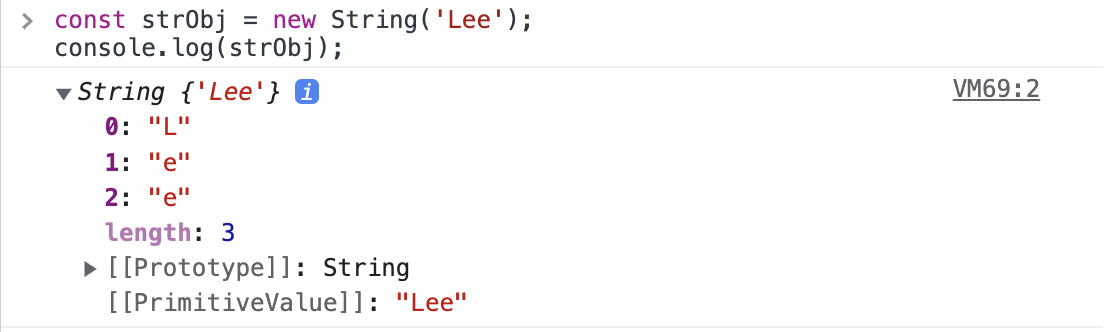 > const strObj = new String('Lee');
console.log(strObj);
▼String {'Lee'} i VM69:2
0: "L"
1: "e"
2: "e"
length: 3
▶ [[Prototype]]: String
[[PrimitiveValue]]: "Lee"